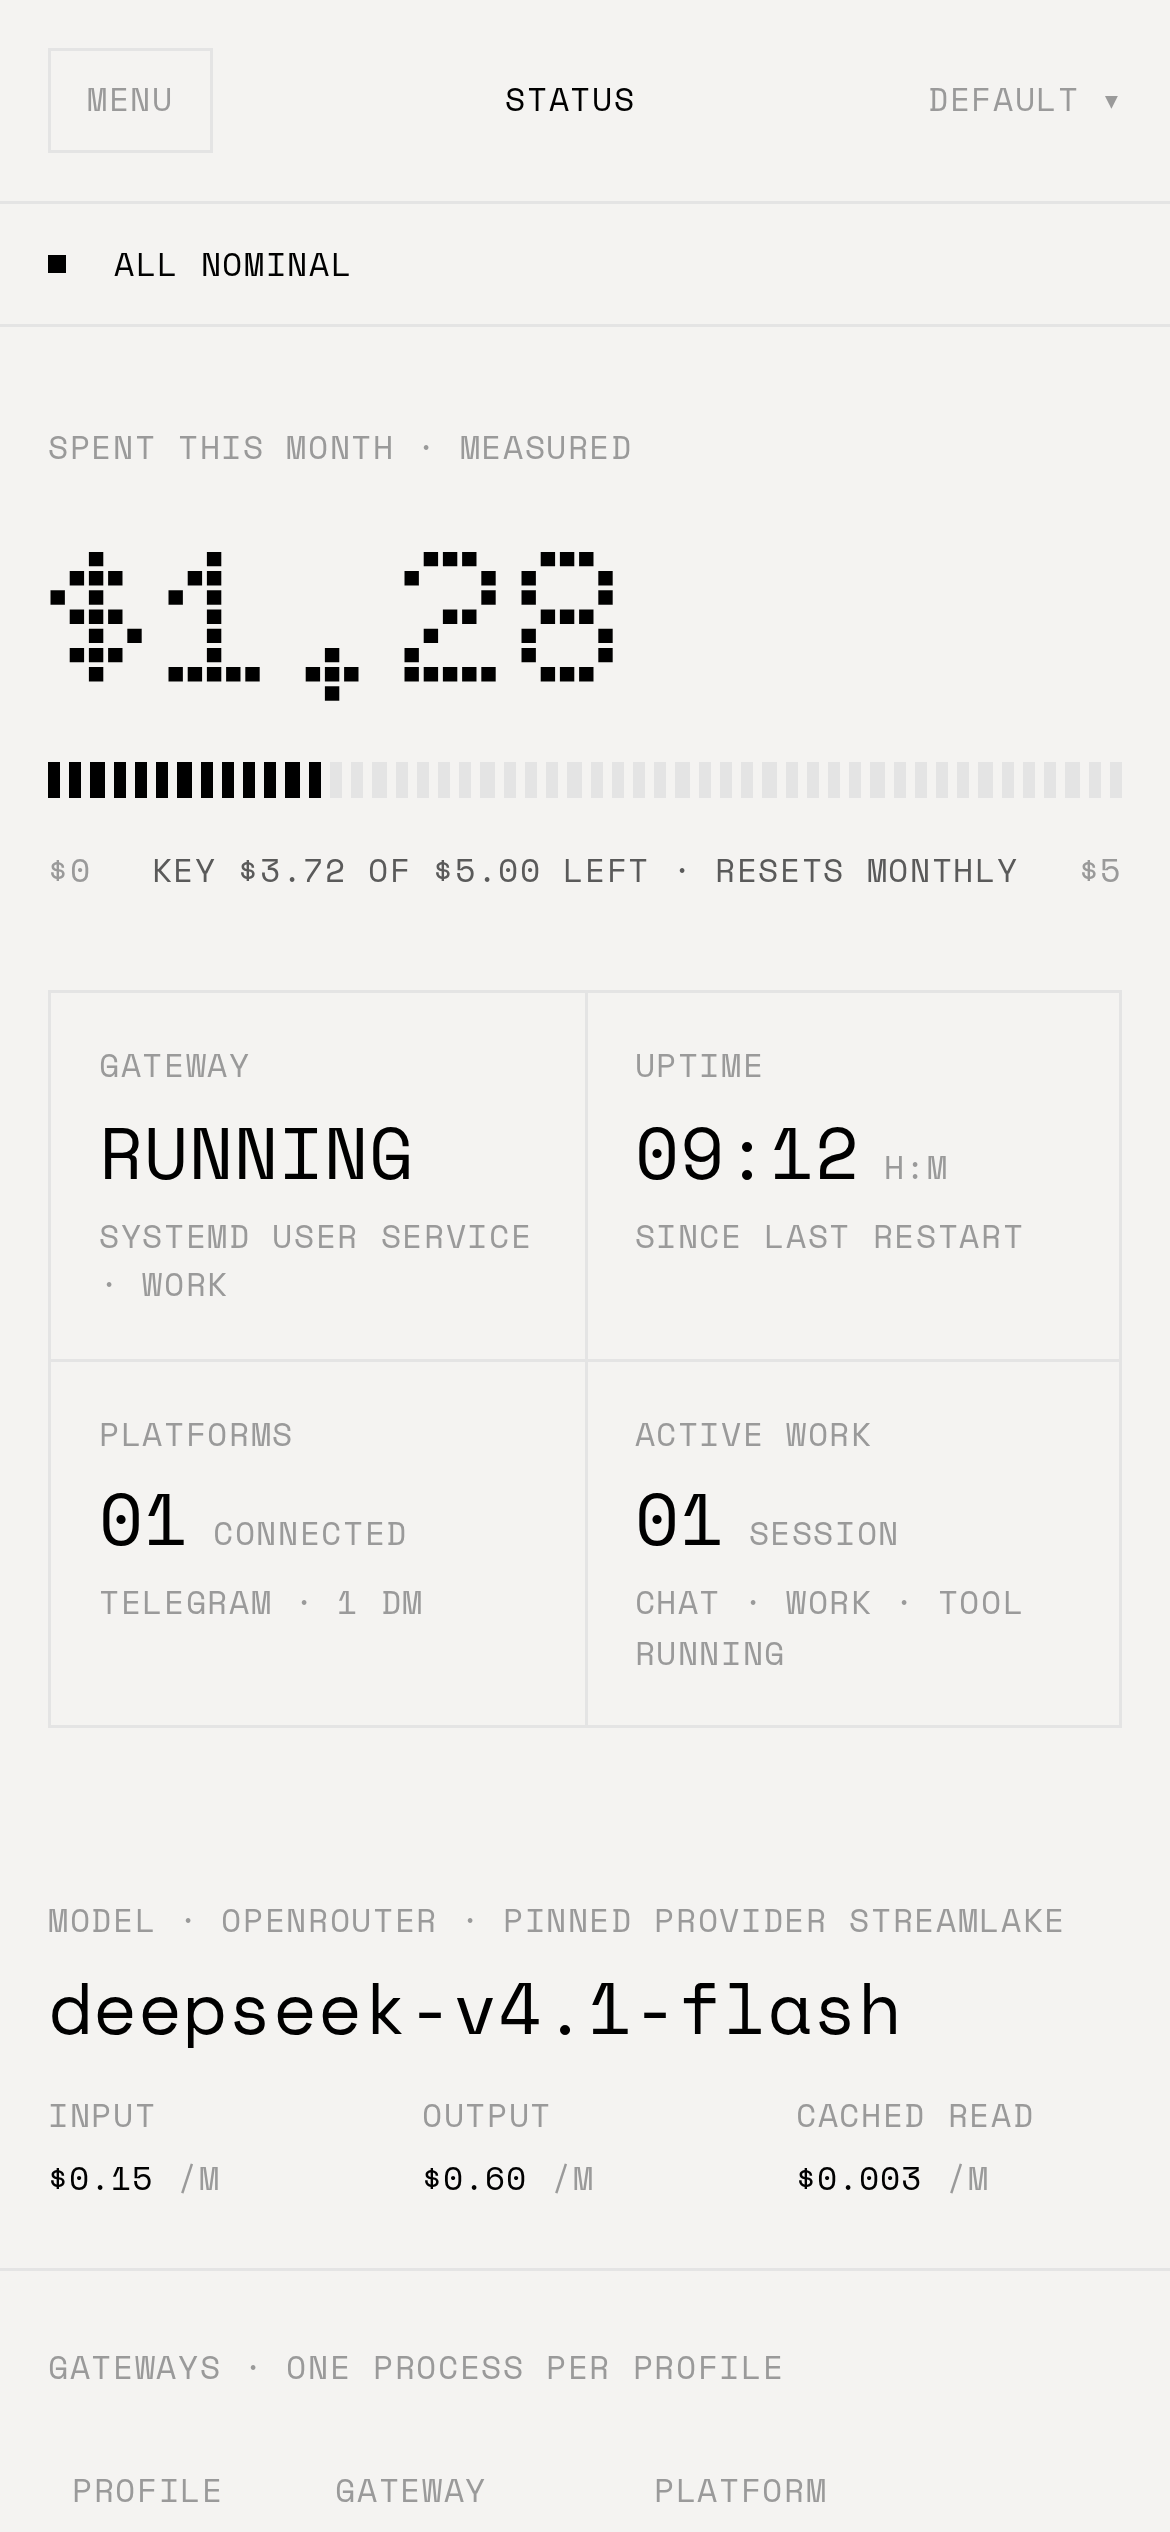 MENU STATUS DEFAULT ▾
ALL NOMINAL
SPENT THIS MONTH · MEASURED
$1,28
$0 KEY $3.72 OF $5.00 LEFT · RESETS MONTHLY $5
GATEWAY
RUNNING
SYSTEMD USER SERVICE
· WORK
UPTIME
09:12 H:M
SINCE LAST RESTART
PLATFORMS
01 CONNECTED
TELEGRAM · 1 DM
ACTIVE WORK
01 SESSION
CHAT · WORK · TOOL
RUNNING
MODEL · OPENROUTER · PINNED PROVIDER STREAMLAKE
deepseek-v4.1-flash
INPUT OUTPUT CACHED READ
$0.15 /M $0.60 /M $0.003 /M
GATEWAYS · ONE PROCESS PER PROFILE
PROFILE GATEWAY PLATFORM